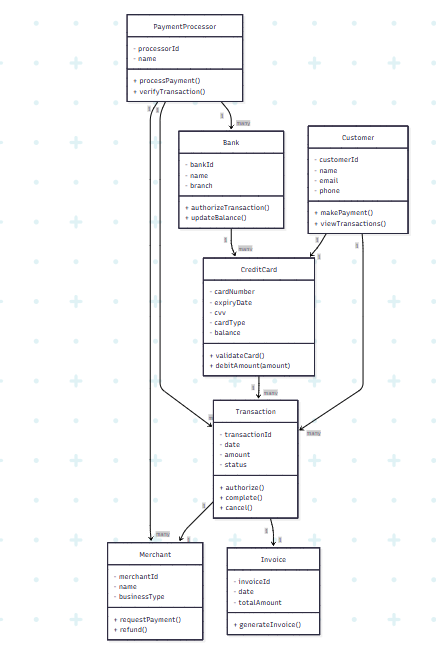 PaymentProcessor
- processorId
- name
+ processPayment()
+ verifyTransaction()
1
1
1
many
Bank
- bankId
- name
- branch
+ authorizeTransaction()
+ updateBalance()
Customer
- customerId
- name
- email
- phone
+ makePayment()
+ viewTransactions()
1
many
1
1
1
CreditCard
- cardNumber
- expiryDate
- cvv
- cardType
- balance
+ validateCard()
+ debitAmount(amount)
1
many
many
Transaction
- transactionId
- date
- amount
- status
+ authorize()
+ complete()
+ cancel()
1
many
1
1
1
Merchant
- merchantId
- name
- businessType
+ requestPayment()
+ refund()
Invoice
- invoiceId
- date
- totalAmount
+ generateInvoice()